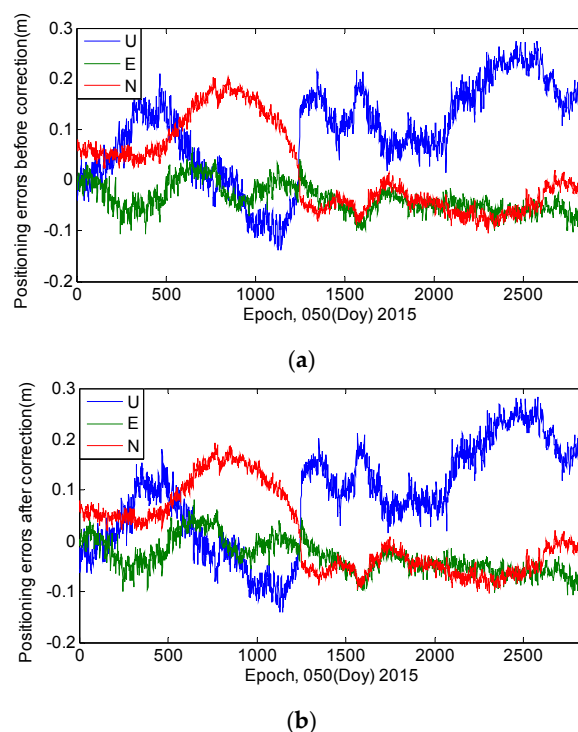 Positioning errors before correction(m)
0.3
0.2
0.1
0
-0.1
-0.2
U
E
N
0 500 1000 1500 2000 2500
Epoch, 050(Doy) 2015
(a)
Positioning errors after correction(m)
0.3
0.2
0.1
0
-0.1
-0.2
U
E
N
0 500 1000 1500 2000 2500
Epoch, 050(Doy) 2015
(b)